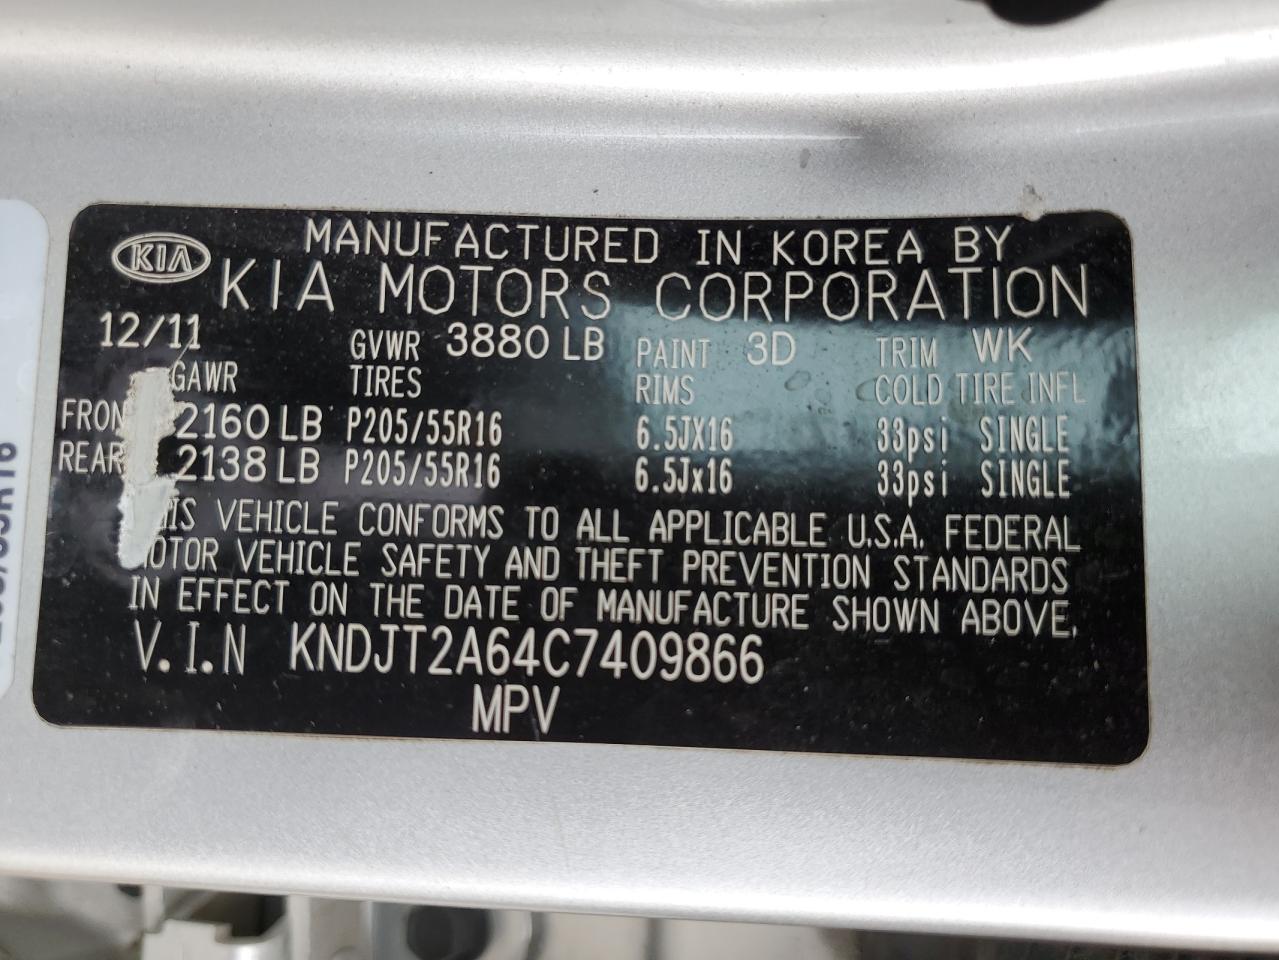 MANUFACTURED IN KOREA BY
KIA KIA MOTORS CORPORATION
12/11 GVWR 3880 LB PAINT 3D TRIM WK
GAWR TIRES RIMS COLD TIRE INFL
FRON 2160 LB P205/55R16 6.5JX16 33psi SINGLE
REAR 2138 LB P205/55R16 6.5Jx16 33psi SINGLE
IS VEHICLE CONFORMS TO ALL APPLICABLE U.S.A. FEDERAL
OTOR VEHICLE SAFETY AND THEFT PREVENTION STANDARDS
IN EFFECT ON THE DATE OF MANUFACTURE SHOWN ABOVE.
V.I.N KNDJT2A64C7409866
MPV